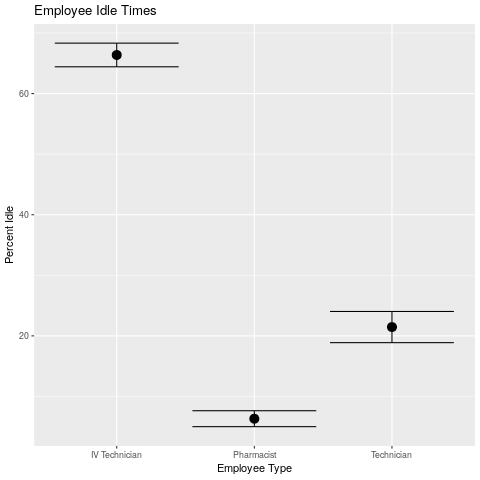 Employee Idle Times
Percent Idle
60
40
20
IV Technician
Pharmacist
Technician
Employee Type